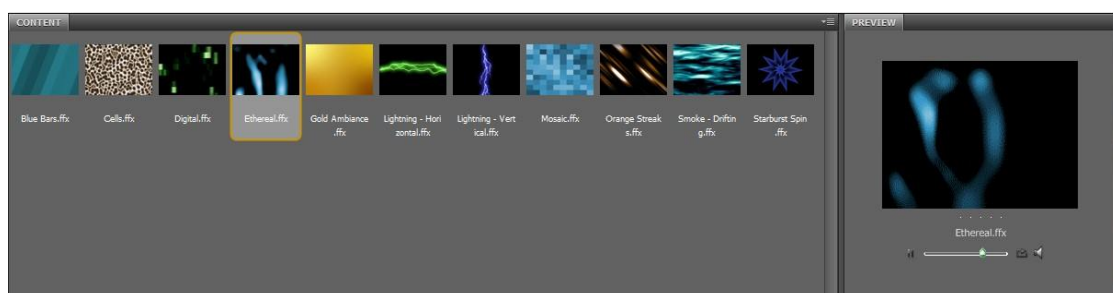 CONTENT
PREVIEW
Blue Bars.ffx
Cells.ffx
Digital.ffx
Ethereal.ffx
Gold Ambiance
.ffx
Lightning - Hori
zontal.ffx
Lightning - Vert
ical.ffx
Mosaic.ffx
Orange Streak
s.ffx
Smoke - Driftin
g.ffx
Starburst Spin
.ffx
Ethereal.ffx